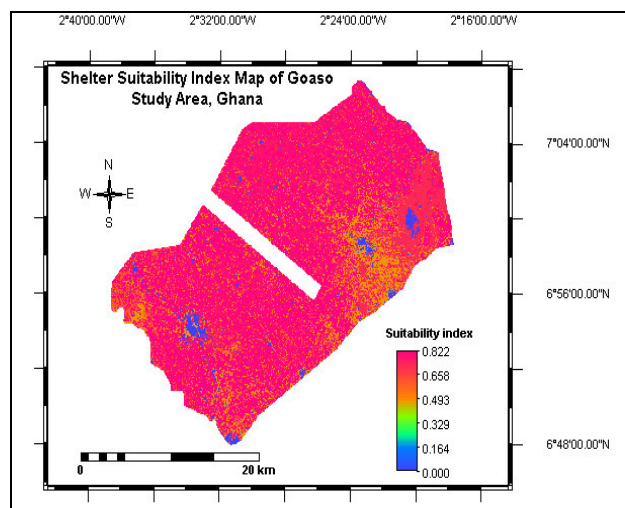 2°40'00.00"W 2°32'00.00"W 2°24'00.00"W 2°16'00.00"W
Shelter Suitability Index Map of Goaso
Study Area, Ghana
7°04'00.00"N
N
W E
S
6°56'00.00"N
Suitability index
0.822
0.658
0.493
0.329
0.164
0.000
6°48'00.00"N
0 20 km